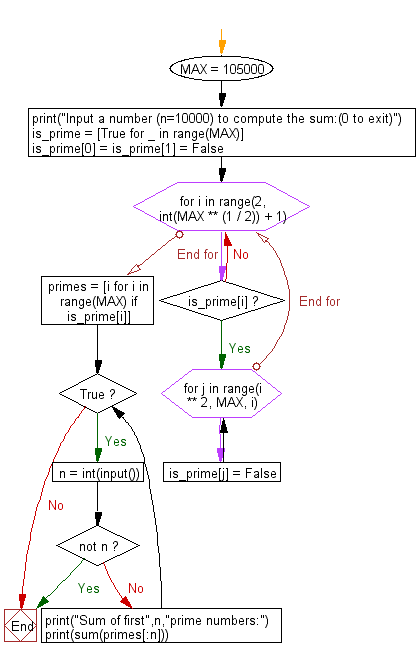 MAX = 105000
print("Input a number (n=10000) to compute the sum:(0 to exit)")
is_prime = [True for _ in range(MAX)]
is_prime[0] = is_prime[1] = False
for i in range(2,
int(MAX ** (1 / 2)) + 1)
End for
No
primes = [i for i in
range(MAX) if
is_prime[i]]
is_prime[i] ?
End for
Yes
True ?
for j in range(i
** 2, MAX, i)
Yes
n = int(input())
is_prime[j] = False
No
not n ?
Yes
No
End
print("Sum of first",n,"prime numbers:")
print(sum(primes[:n]))